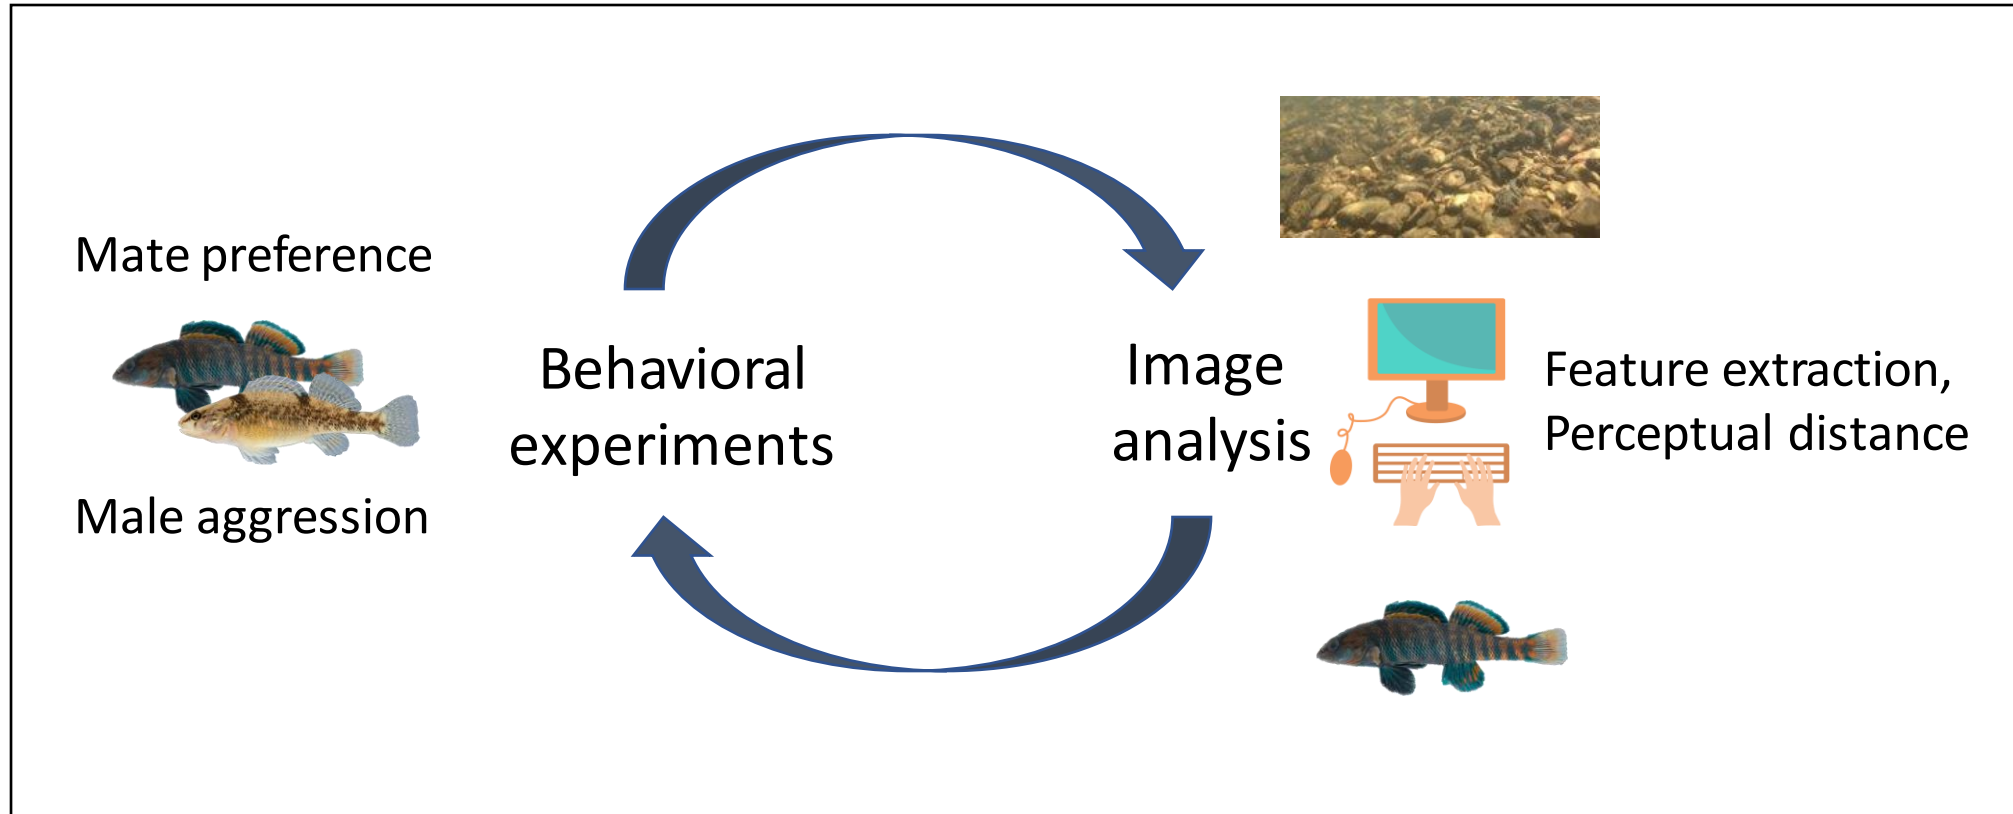 Mate preference
Male aggression
Behavioral
experiments
Image
analysis
Feature extraction,
Perceptual distance